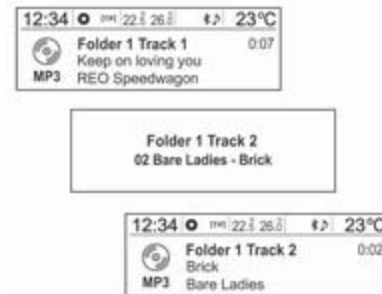 12:34 22.5 26.5 23°C
Folder 1 Track 1 0:07
Keep on loving you
MP3 REO Speedwagon
Folder 1 Track 2
02 Bare Ladies - Brick
12:34 22.5 26.5 23°C
Folder 1 Track 2 0:02
Brick
MP3 Bare Ladies